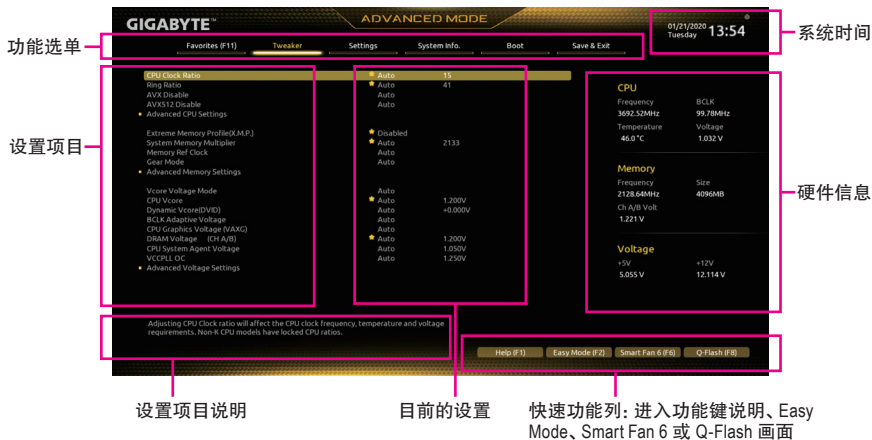 GIGABYTE™
ADVANCED MODE
01/21/2020
Tuesday
13:54
系统时间
功能选单
Favorites (F11) Tweaker Settings System Info. Boot Save & Exit
设置项目
CPU Clock Ratio Auto 15
Ring Ratio Auto 41
AVX Disable Auto
AVX512 Disable Auto
Advanced CPU Settings
Extreme Memory Profile(X.M.P.) Disabled
System Memory Multiplier Auto 2133
Memory Ref Clock Auto
Gear Mode Auto
Advanced Memory Settings
Vcore Voltage Mode Auto
CPU Vcore Auto 1.200V
Dynamic Vcore(DVID) Auto +0.000V
BCLK Adaptive Voltage Auto
CPU Graphics Voltage (VAXG) Auto
DRAM Voltage (CH A/B) Auto 1.200V
CPU System Agent Voltage Auto 1.050V
VCCPLL OC Auto 1.250V
Advanced Voltage Settings
CPU
Frequency BCLK
3692.52MHz 99.78MHz
Temperature Voltage
46.0 °C 1.032 V
Memory
Frequency Size
2128.64MHz 4096MB
Ch A/B Volt
1.221 V
Voltage
+5V +12V
5.055 V 12.114 V
硬件信息
Adjusting CPU Clock ratio will affect the CPU clock frequency, temperature and voltage
requirements. Non-K CPU models have locked CPU ratios.
Help (F1) Easy Mode (F2) Smart Fan 6 (F6) Q-Flash (F8)
设置项目说明
目前的设置
快速功能列: 进入功能键说明、Easy
Mode、Smart Fan 6 或 Q-Flash 画面